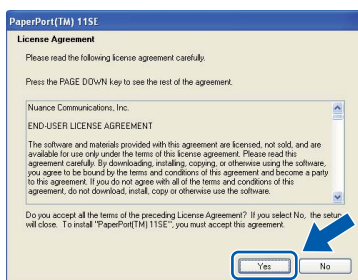 PaperPort(TM) 11SE
License Agreement
Please read the following license agreement carefully.
Press the PAGE DOWN key to see the rest of the agreement.
Nuance Communications, Inc.
END-USER LICENSE AGREEMENT
The software and materials provided with this agreement are licensed, not sold, and are
available for use only under the terms of this license agreement. Please read this
agreement carefully. By downloading, installing, copying, or otherwise using the software,
you agree to be bound by the terms and conditions of this agreement and become a party
to this agreement. If you do not agree with all of the terms and conditions of this
agreement, do not download, install, copy or otherwise use the software.
Do you accept all the terms of the preceding License Agreement? If you select No, the setup
will close. To install "PaperPort(TM) 11SE", you must accept this agreement.
Yes
No